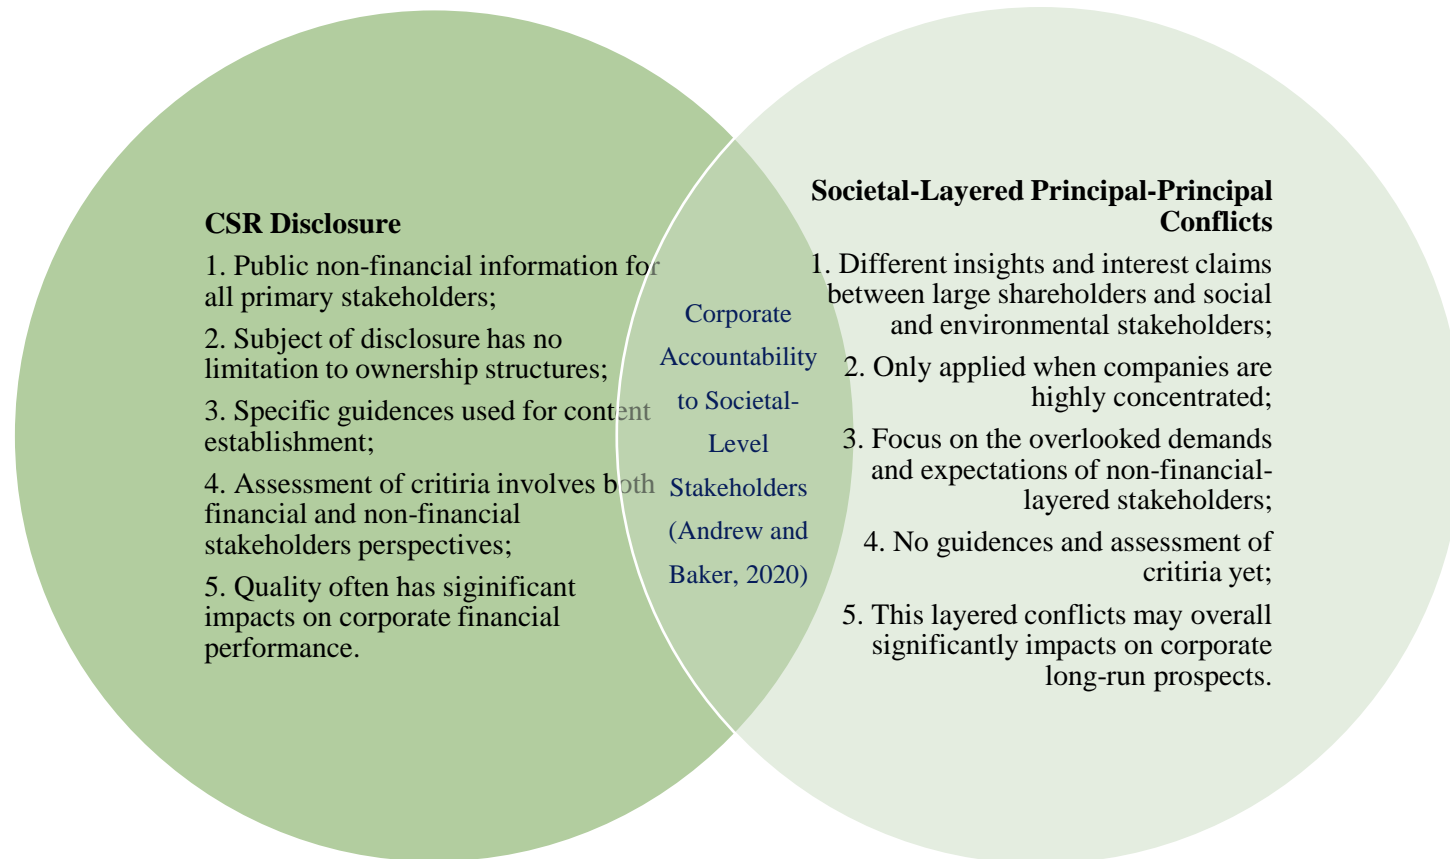 CSR Disclosure
1. Public non-financial information for
all primary stakeholders;
2. Subject of disclosure has no
limitation to ownership structures;
3. Specific guidences used for content
establishment;
4. Assessment of critiria involves both
financial and non-financial
stakeholders perspectives;
5. Quality often has siginificant
impacts on corporate financial
performance.
Corporate
Accountability
to Societal-
Level
Stakeholders
(Andrew and
Baker, 2020)
Societal-Layered Principal-Principal
Conflicts
1. Different insights and interest claims
between large shareholders and social
and environmental stakeholders;
2. Only applied when companies are
highly concentrated;
3. Focus on the overlooked demands
and expectations of non-financial-
layered stakeholders;
4. No guidences and assessment of
critiria yet;
5. This layered conflicts may overall
significantly impacts on corporate
long-run prospects.